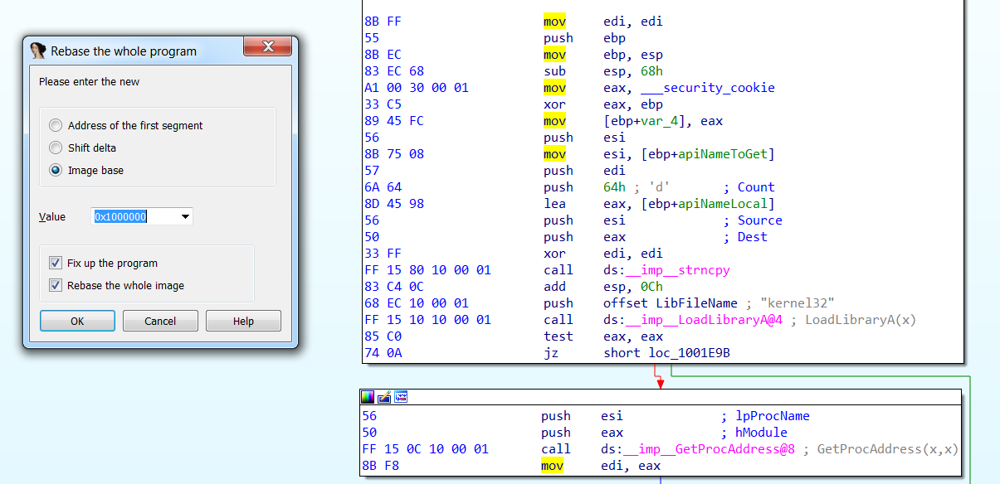 Rebase the whole program
Please enter the new
Address of the first segment
Shift delta
Image base
Value 0x1000000
Fix up the program
Rebase the whole image
OK Cancel Help
8B FF mov edi, edi
55 push ebp
8B EC mov ebp, esp
83 EC 68 sub esp, 68h
A1 00 30 00 01 mov eax, ___security_cookie
33 C5 xor eax, ebp
89 45 FC mov [ebp+var_4], eax
56 push esi
8B 75 08 mov esi, [ebp+apiNameToGet]
57 push edi
6A 64 push 64h ; 'd' ; Count
8D 45 98 lea eax, [ebp+apiNameLocal]
56 push esi ; Source
50 push eax ; Dest
33 FF xor edi, edi
FF 15 80 10 00 01 call ds:__imp__strncpy
83 C4 0C add esp, 0Ch
68 EC 10 00 01 push offset LibFileName ; "kernel32"
FF 15 10 10 00 01 call ds:__imp__LoadLibraryA@4 ; LoadLibraryA(x)
85 C0 test eax, eax
74 0A jz short loc_1001E9B
56 push esi ; lpProcName
50 push eax ; hModule
FF 15 0C 10 00 01 call ds:__imp__GetProcAddress@8 ; GetProcAddress(x,x)
8B F8 mov edi, eax